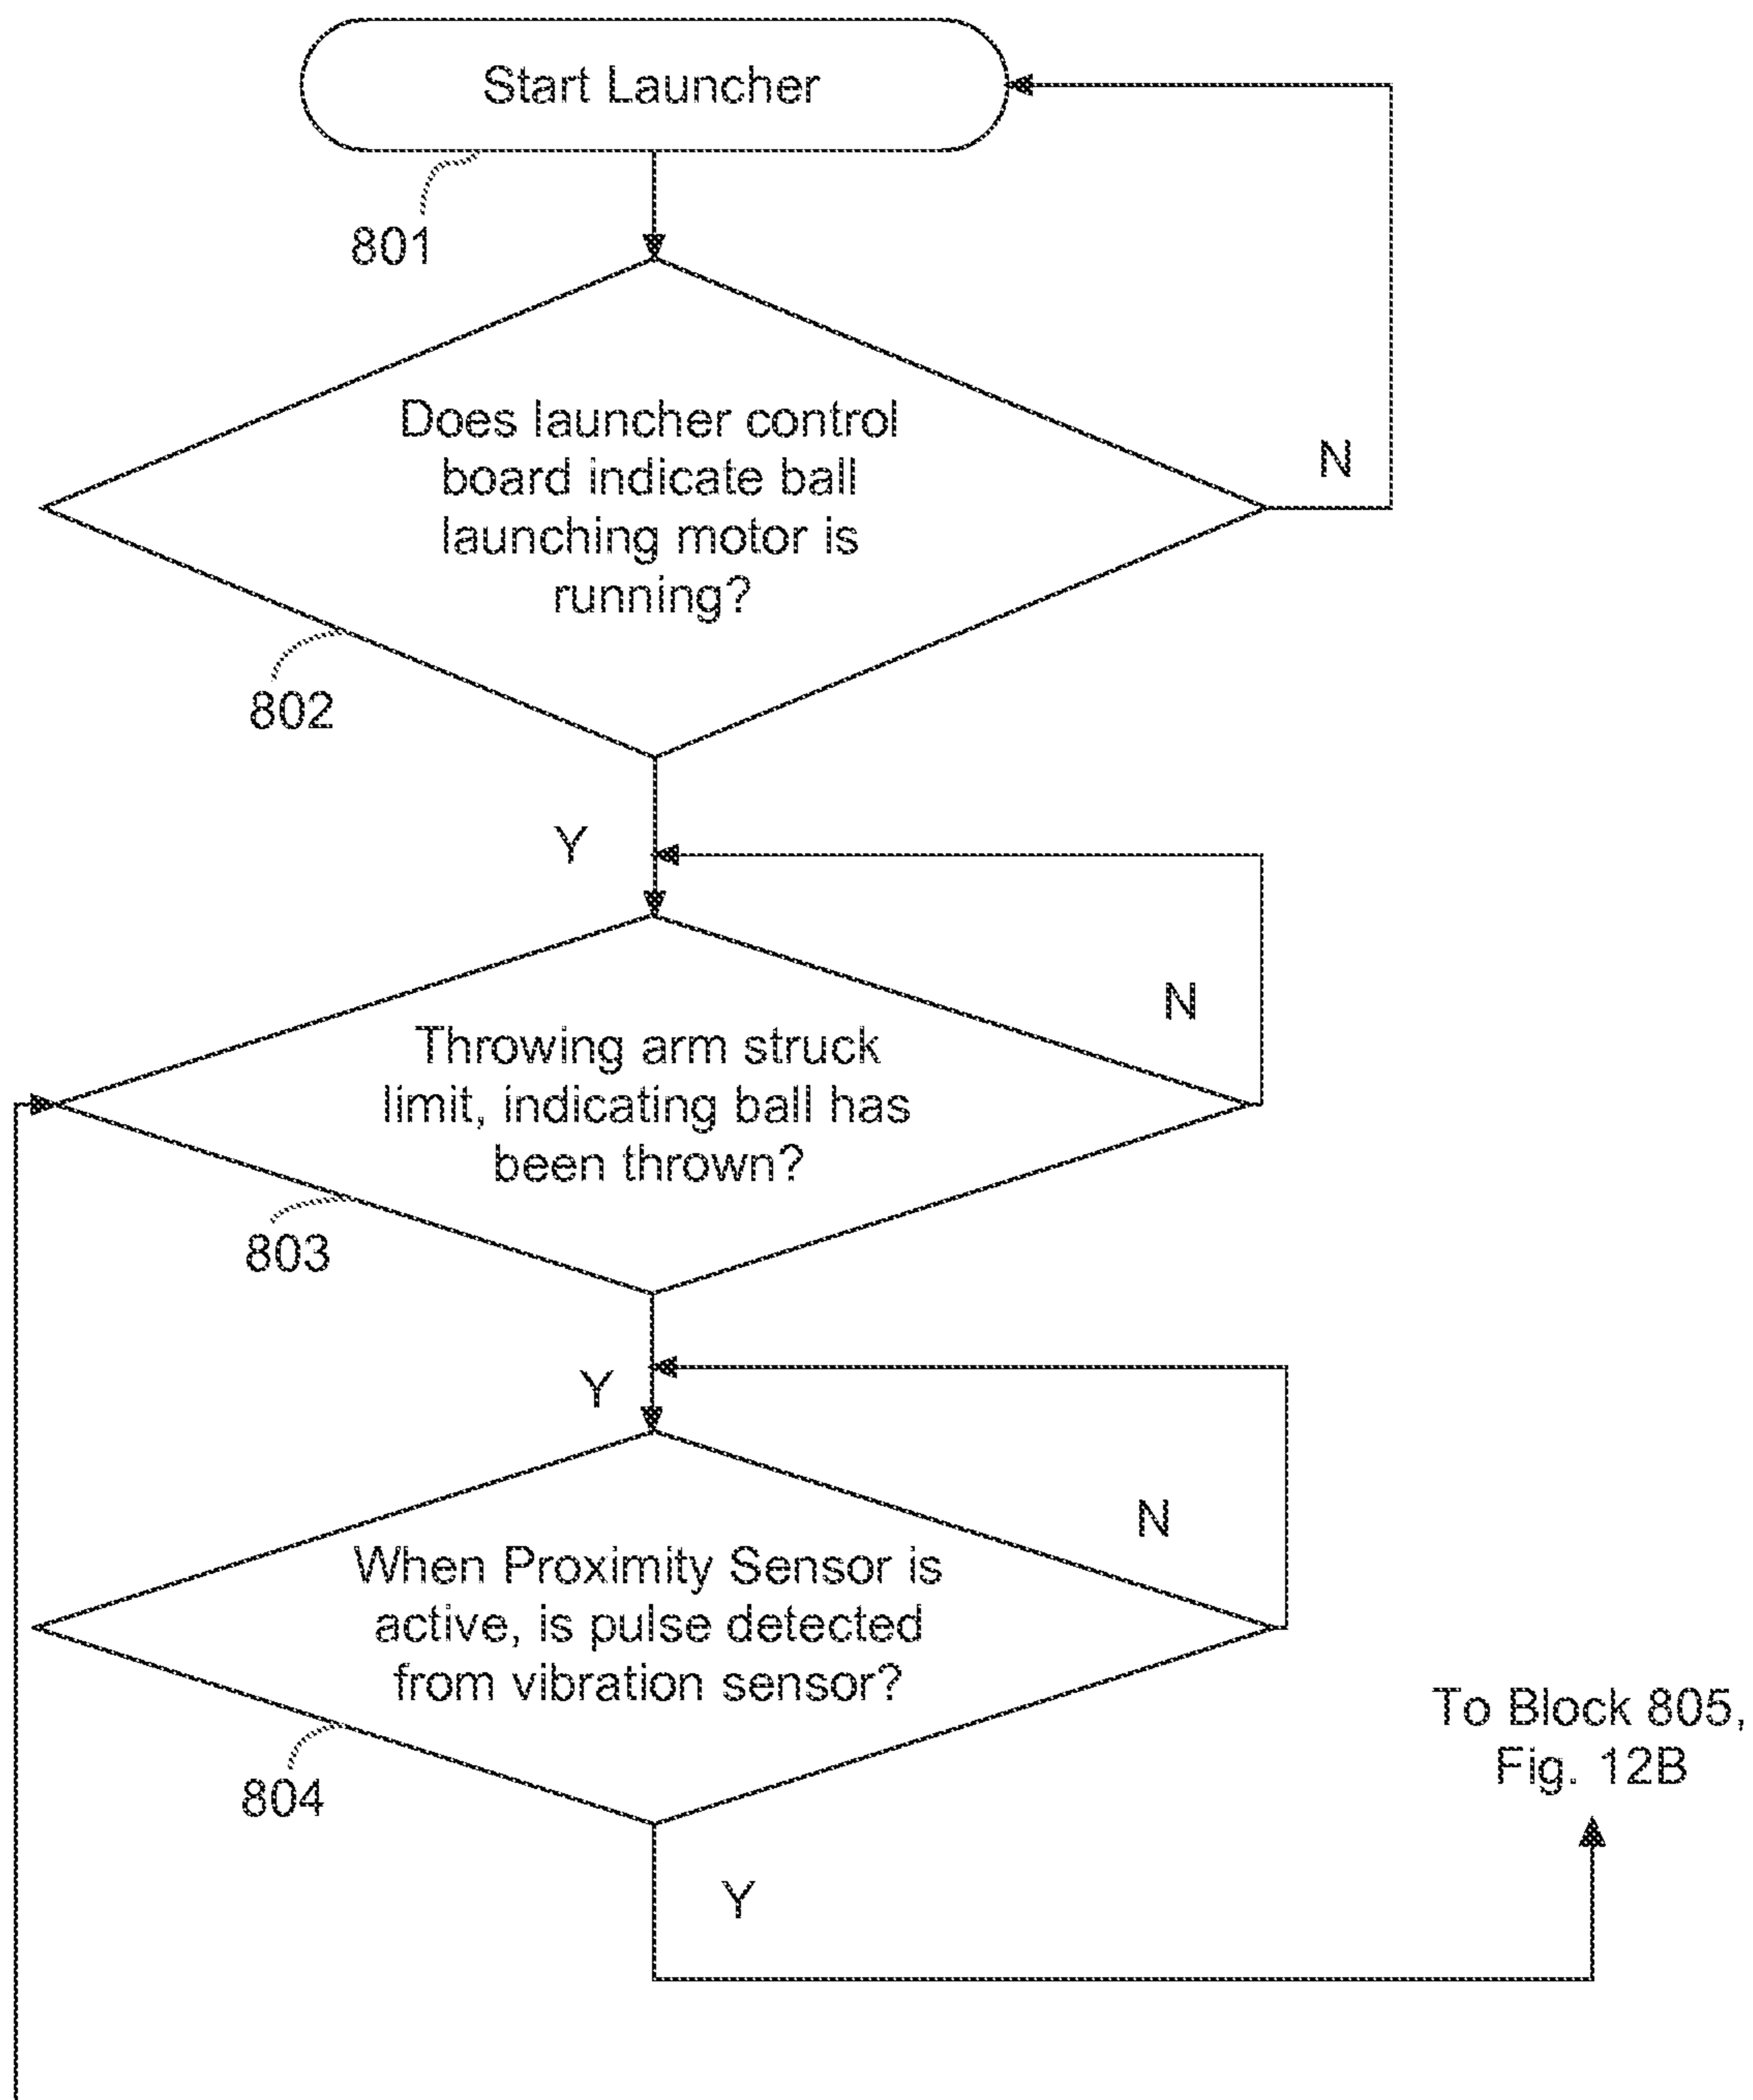 Start Launcher
801
Does launcher control
board indicate ball
launching motor is
running?
N
802
Y
Throwing arm struck
limit, indicating ball has
been thrown?
N
803
Y
When Proximity Sensor is
active, is pulse detected
from vibration sensor?
N
804
Y
To Block 805,
Fig. 12B